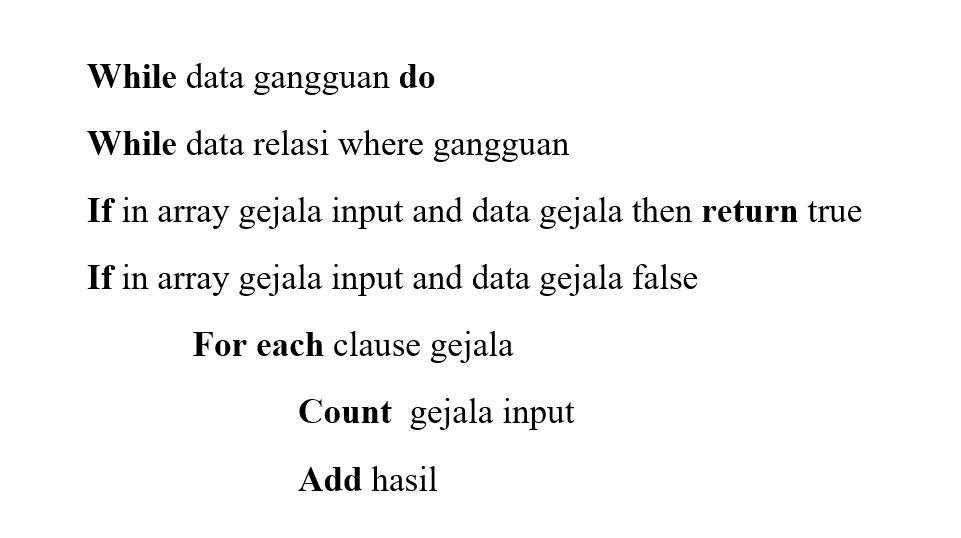 While data gangguan do
While data relasi where gangguan
If in array gejala input and data gejala then return true
If in array gejala input and data gejala false
For each clause gejala
Count  gejala input
Add hasil